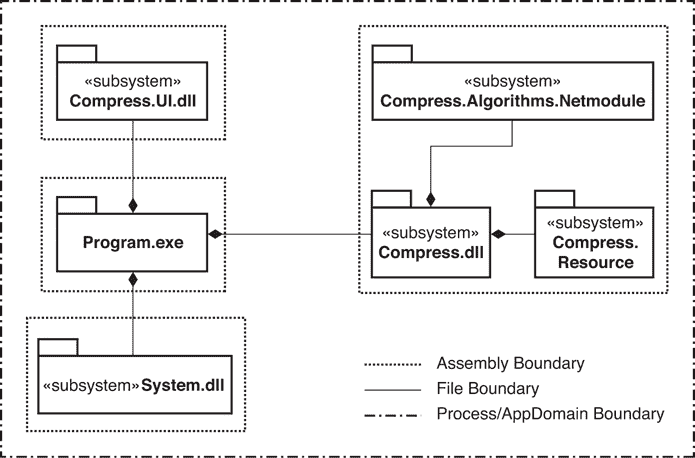 «subsystem»
Compress.UI.dll
«subsystem»
Compress.Algorithms.Netmodule
Program.exe
«subsystem»
Compress.dll
«subsystem»
Compress.
Resource
«subsystem» System.dll
Assembly Boundary
File Boundary
Process/AppDomain Boundary